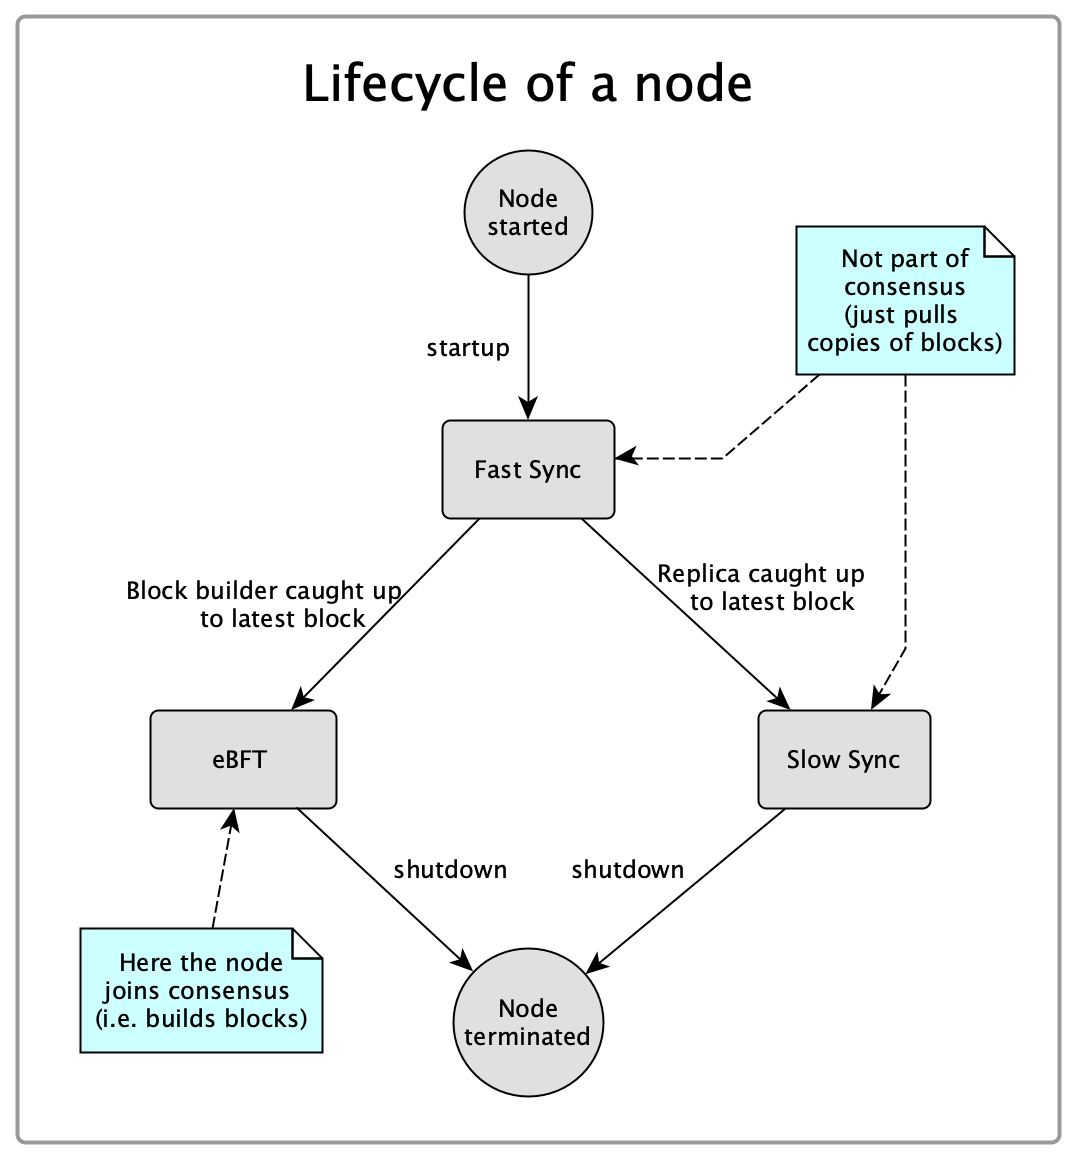 Lifecycle of a node
Node
started
Not part of
consensus
(just pulls
copies of blocks)
startup
Fast Sync
Block builder caught up
to latest block
Replica caught up
to latest block
eBFT
Slow Sync
shutdown
shutdown
Here the node
joins consensus
(i.e. builds blocks)
Node
terminated